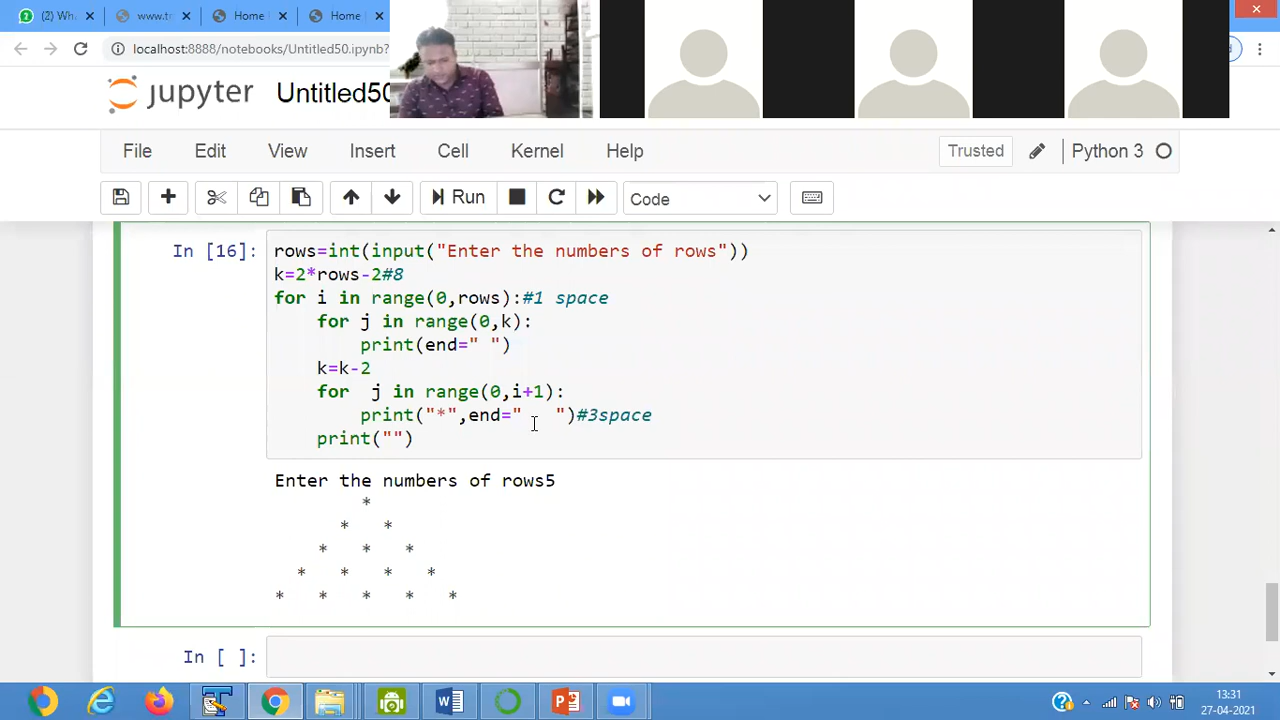 (2) Wh
www.tr
Home
Home |
localhost:8888/notebooks/Untitled50.ipynb?
jupyter Untitled50
File Edit View Insert Cell Kernel Help
Trusted Python 3
Run Code
In [16]: rows=int(input("Enter the numbers of rows"))
k=2*rows-2#8
for i in range(0,rows):#1 space
    for j in range(0,k):
        print(end=" ")
    k=k-2
    for  j in range(0,i+1):
        print("*",end="   ")#3space
    print("")
Enter the numbers of rows5
        *
      *   *
    *   *   *
  *   *   *   *
*   *   *   *   *
In [ ]:
13:31
27-04-2021